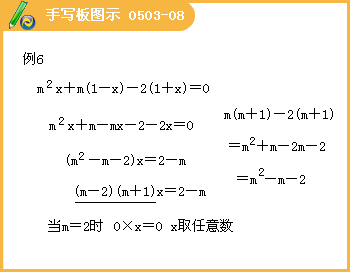 手写板图示 0503-08
例6
m²x+m(1-x)-2(1+x)=0
m²x+m-mx-2-2x=0
(m²-m-2)x=2-m
(m-2)(m+1)x=2-m
当m=2时 0×x=0 x取任意数
m(m+1)-2(m+1)
=m²+m-2m-2
=m²-m-2